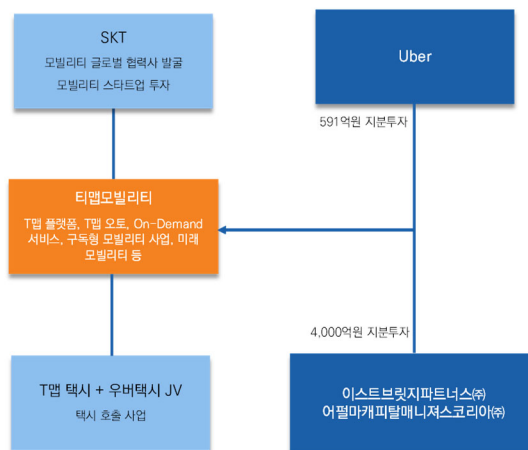 SKT
모빌리티 글로벌 협력사 발굴
모빌리티 스타트업 투자
Uber
591억원 지분투자
티맵모빌리티
T맵 플랫폼, T맵 오토, On-Demand
서비스, 구독형 모빌리티 사업, 미래
모빌리티 등
4,000억원 지분투자
T맵 택시 + 우버택시 JV
택시 호출 사업
이스트브릿지파트너스㈜
어펄마캐피탈매니져스코리아㈜